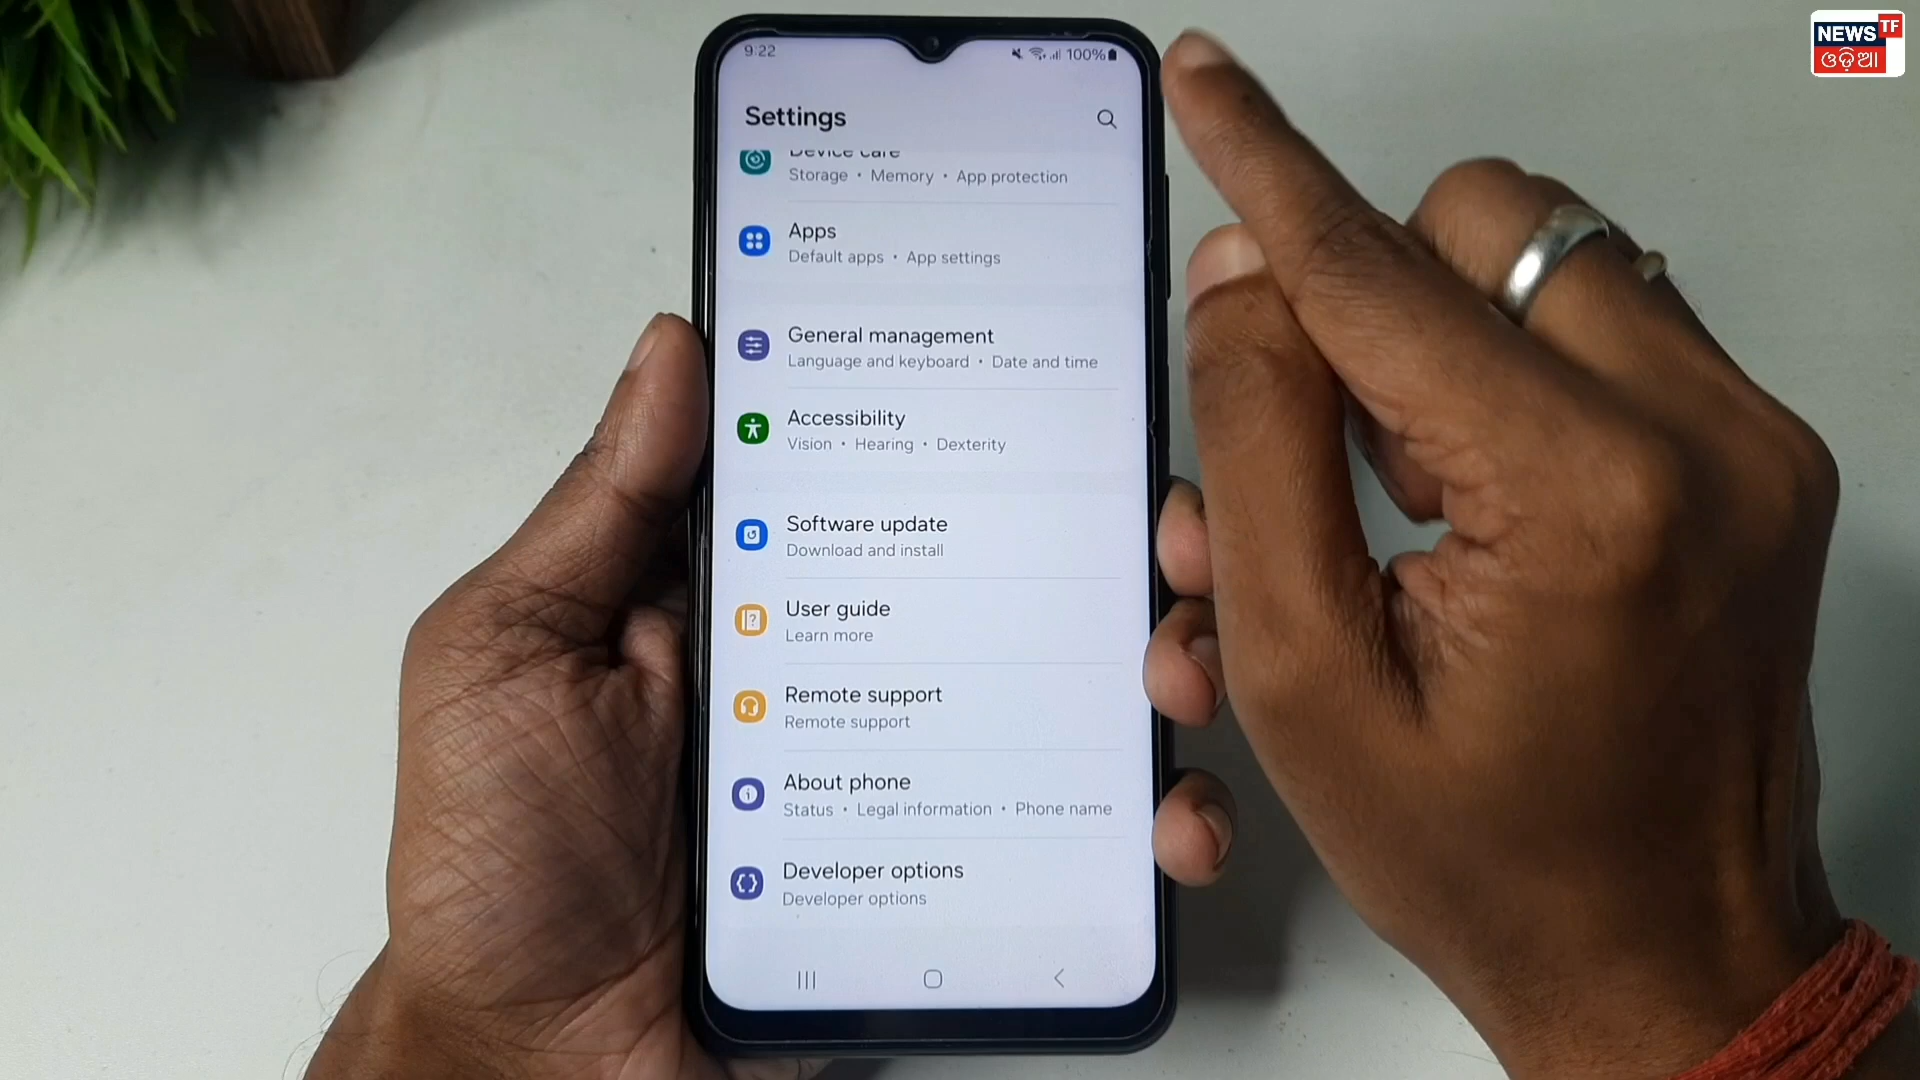 9:22
100%
NEWS TF
ଓଡ଼ିଆ
Settings
Device care
Storage • Memory • App protection
Apps
Default apps • App settings
General management
Language and keyboard • Date and time
Accessibility
Vision • Hearing • Dexterity
Software update
Download and install
User guide
Learn more
Remote support
Remote support
About phone
Status • Legal information • Phone name
Developer options
Developer options